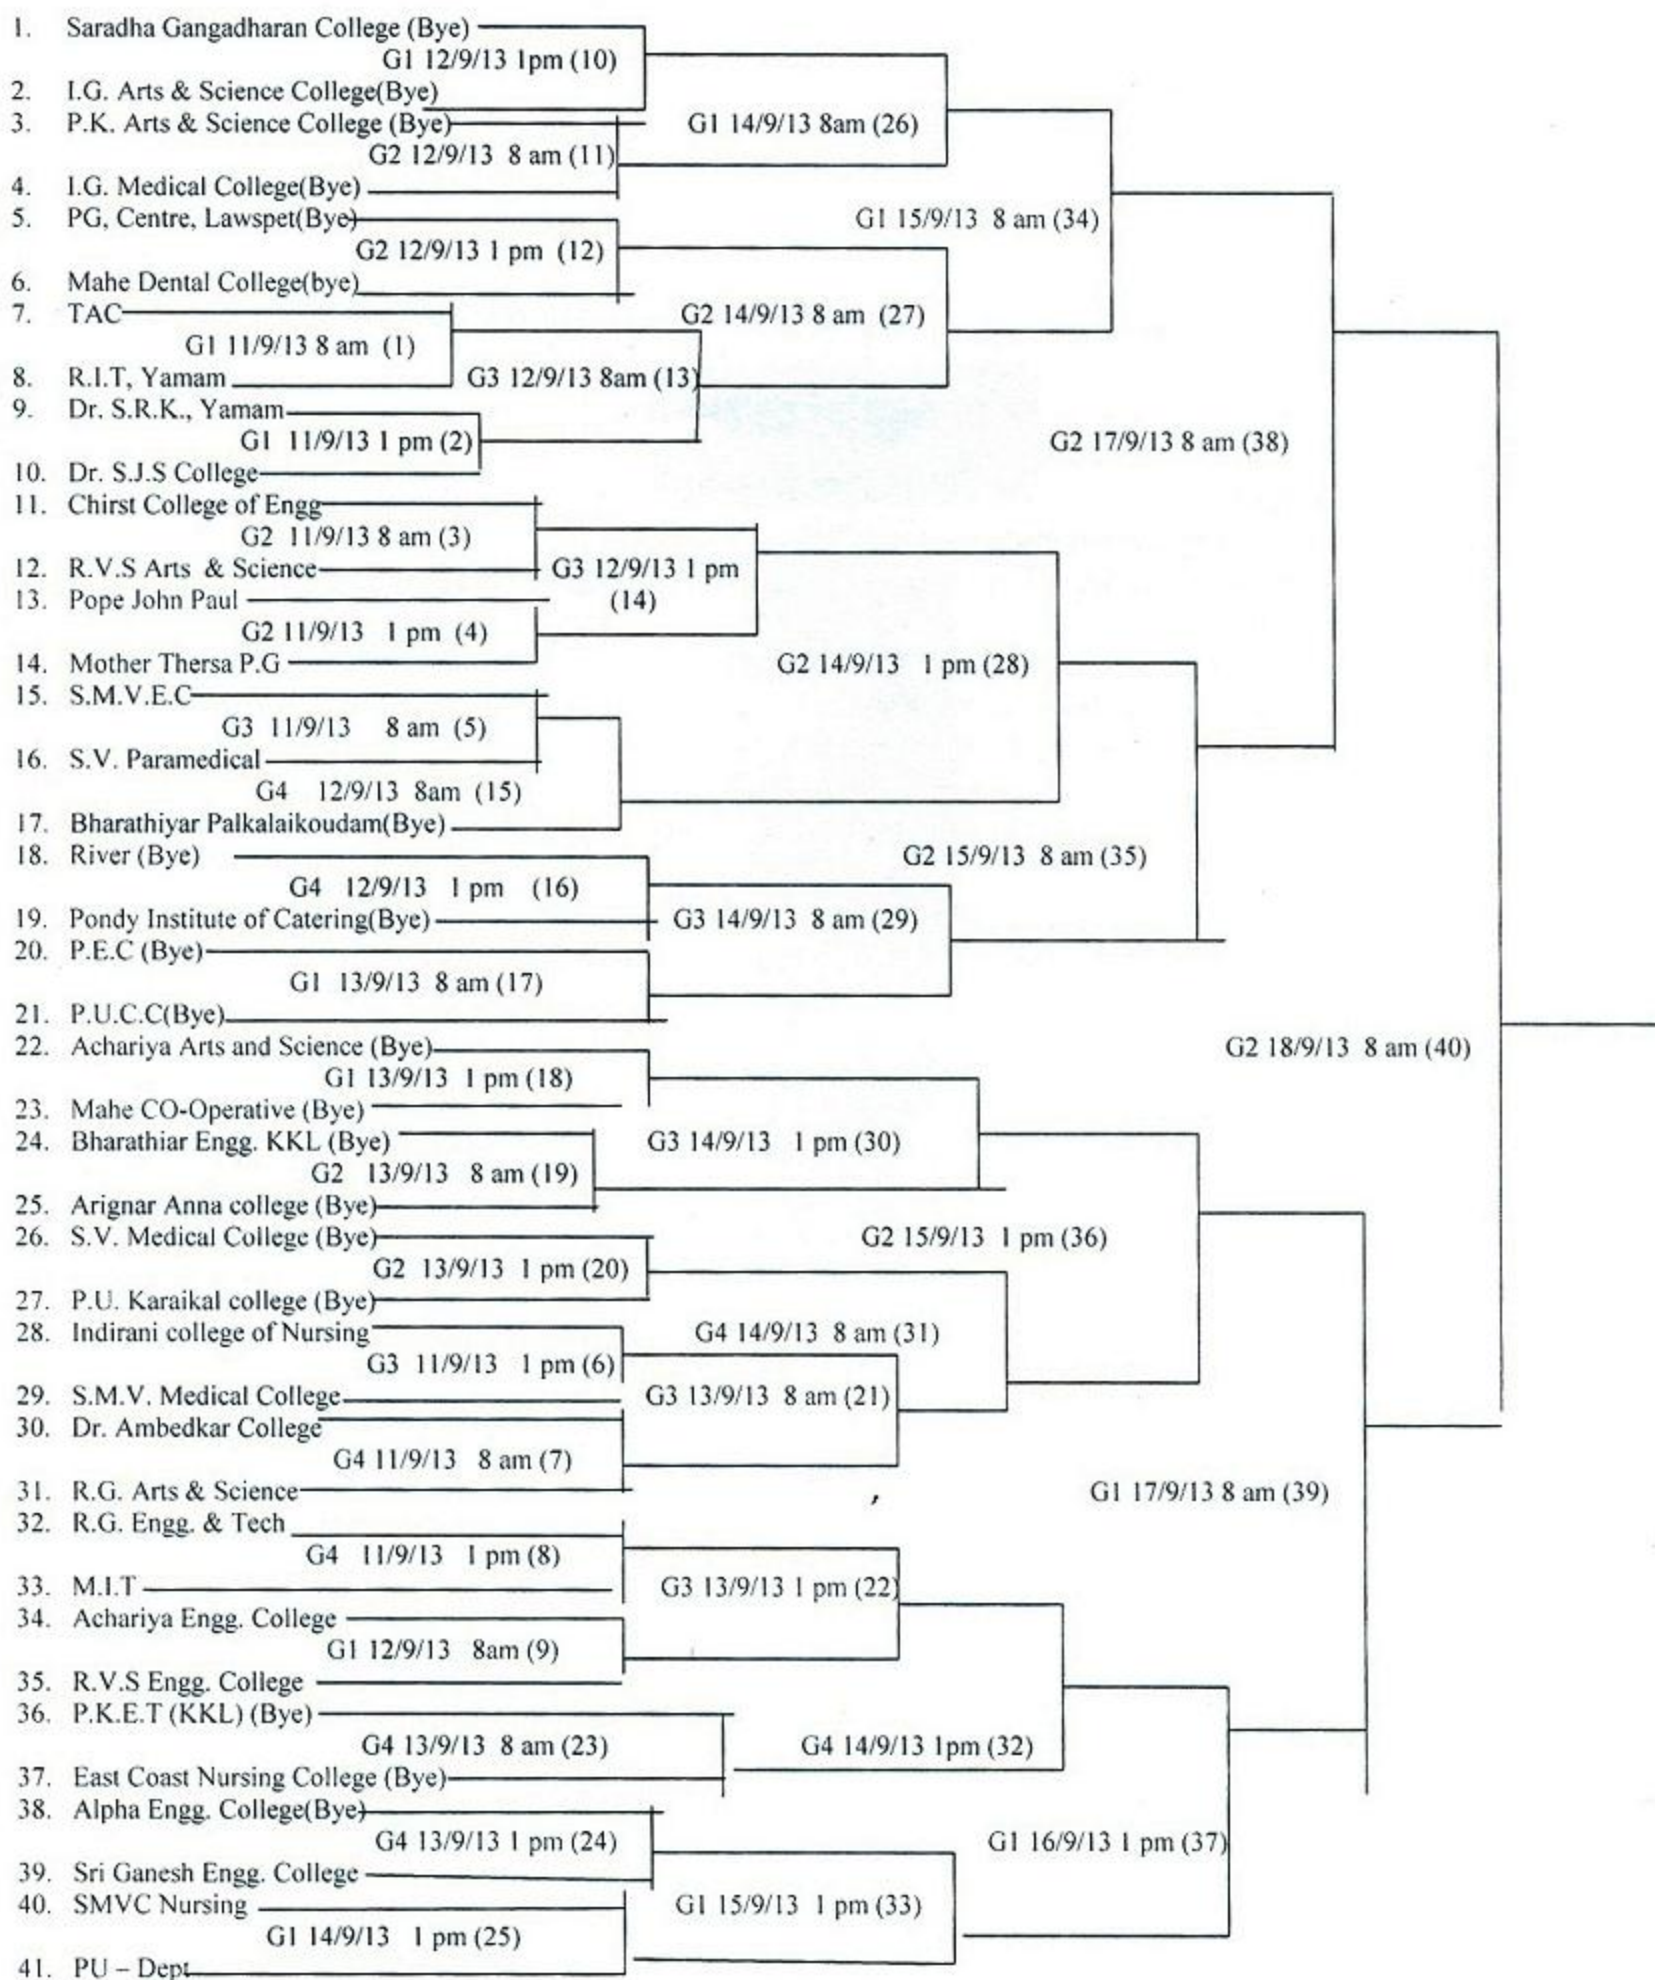 1. Saradha Gangadharan College (Bye)
G1 12/9/13 1pm (10)
2. I.G. Arts & Science College(Bye)
3. P.K. Arts & Science College (Bye)
G1 14/9/13 8am (26)
G2 12/9/13 8 am (11)
4. I.G. Medical College(Bye)
5. PG, Centre, Lawspet(Bye)
G1 15/9/13 8 am (34)
G2 12/9/13 1 pm (12)
6. Mahe Dental College(bye)
7. TAC
G2 14/9/13 8 am (27)
G1 11/9/13 8 am (1)
8. R.I.T, Yamam
G3 12/9/13 8am (13)
9. Dr. S.R.K., Yamam
G1 11/9/13 1 pm (2)
G2 17/9/13 8 am (38)
10. Dr. S.J.S College
11. Chirst College of Engg
G2 11/9/13 8 am (3)
12. R.V.S Arts & Science
G3 12/9/13 1 pm
13. Pope John Paul
(14)
G2 11/9/13 1 pm (4)
14. Mother Thersa P.G
G2 14/9/13 1 pm (28)
15. S.M.V.E.C
G3 11/9/13 8 am (5)
16. S.V. Paramedical
G4 12/9/13 8am (15)
17. Bharathiyar Palkalaikoudam(Bye)
18. River (Bye)
G2 15/9/13 8 am (35)
G4 12/9/13 1 pm (16)
19. Pondy Institute of Catering(Bye)
G3 14/9/13 8 am (29)
20. P.E.C (Bye)
G1 13/9/13 8 am (17)
21. P.U.C.C(Bye)
22. Achariya Arts and Science (Bye)
G2 18/9/13 8 am (40)
G1 13/9/13 1 pm (18)
23. Mahe CO-Operative (Bye)
24. Bharathiar Engg. KKL (Bye)
G3 14/9/13 1 pm (30)
G2 13/9/13 8 am (19)
25. Arignar Anna college (Bye)
26. S.V. Medical College (Bye)
G2 15/9/13 1 pm (36)
G2 13/9/13 1 pm (20)
27. P.U. Karaikal college (Bye)
28. Indirani college of Nursing
G4 14/9/13 8 am (31)
G3 11/9/13 1 pm (6)
29. S.M.V. Medical College
G3 13/9/13 8 am (21)
30. Dr. Ambedkar College
G4 11/9/13 8 am (7)
31. R.G. Arts & Science
G1 17/9/13 8 am (39)
32. R.G. Engg. & Tech
G4 11/9/13 1 pm (8)
33. M.I.T
G3 13/9/13 1 pm (22)
34. Achariya Engg. College
G1 12/9/13 8am (9)
35. R.V.S Engg. College
36. P.K.E.T (KKL) (Bye)
G4 13/9/13 8 am (23)
G4 14/9/13 1pm (32)
37. East Coast Nursing College (Bye)
38. Alpha Engg. College(Bye)
G4 13/9/13 1 pm (24)
G1 16/9/13 1 pm (37)
39. Sri Ganesh Engg. College
40. SMVC Nursing
G1 15/9/13 1 pm (33)
G1 14/9/13 1 pm (25)
41. PU – Dept